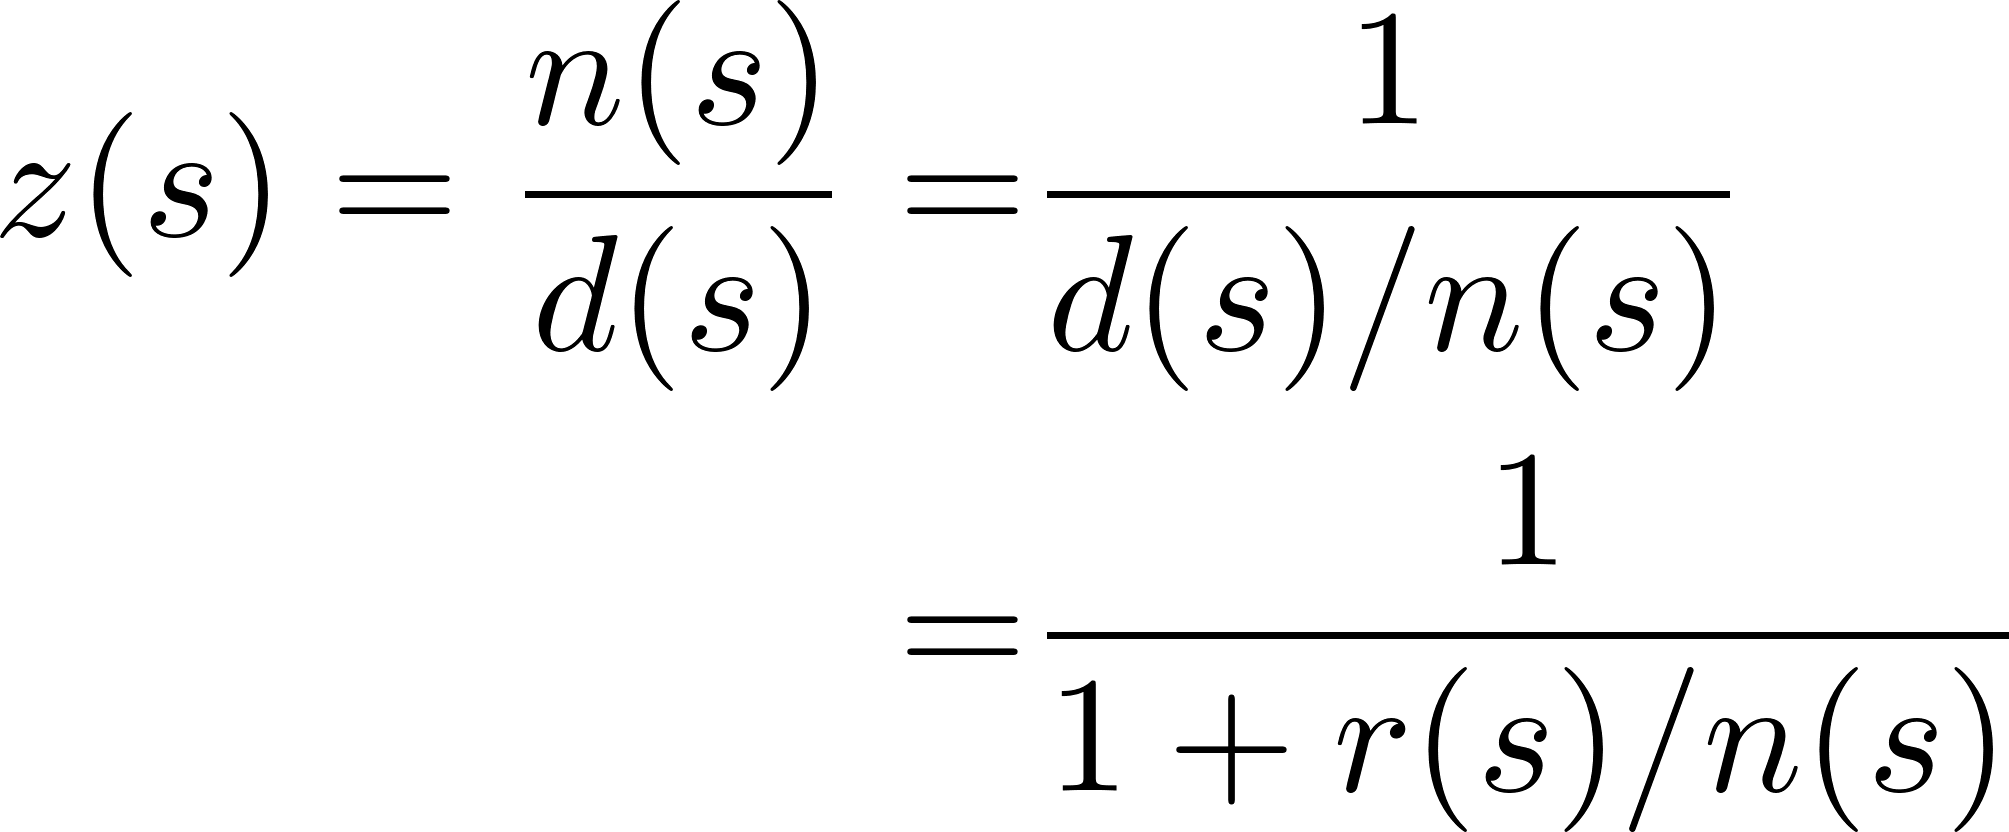 z(s) = n(s)/d(s) = 1/(d(s)/n(s))
= 1/(1 + r(s)/n(s))